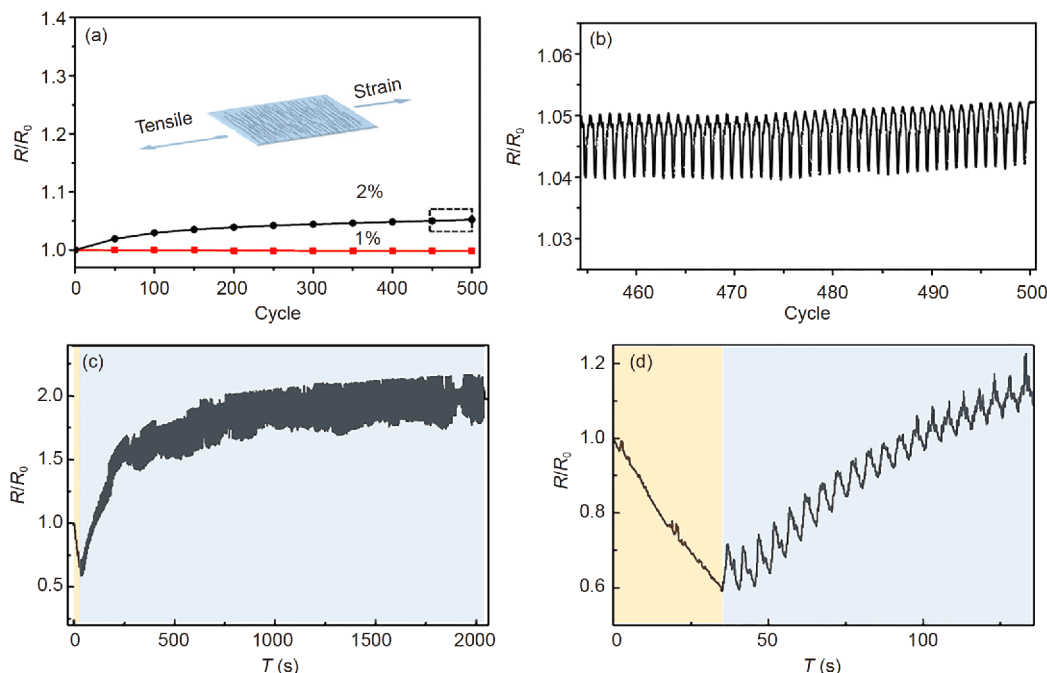 (a)
1.4
1.3
1.2
1.1
1.0
R/R0
Tensile
Strain
2%
1%
0
100
200
300
400
500
Cycle
(b)
1.06
1.05
1.04
1.03
R/R0
460
470
480
490
500
Cycle
(c)
2.0
1.5
1.0
0.5
R/R0
0
500
1000
1500
2000
T (s)
(d)
1.2
1.0
0.8
0.6
R/R0
0
50
100
T (s)